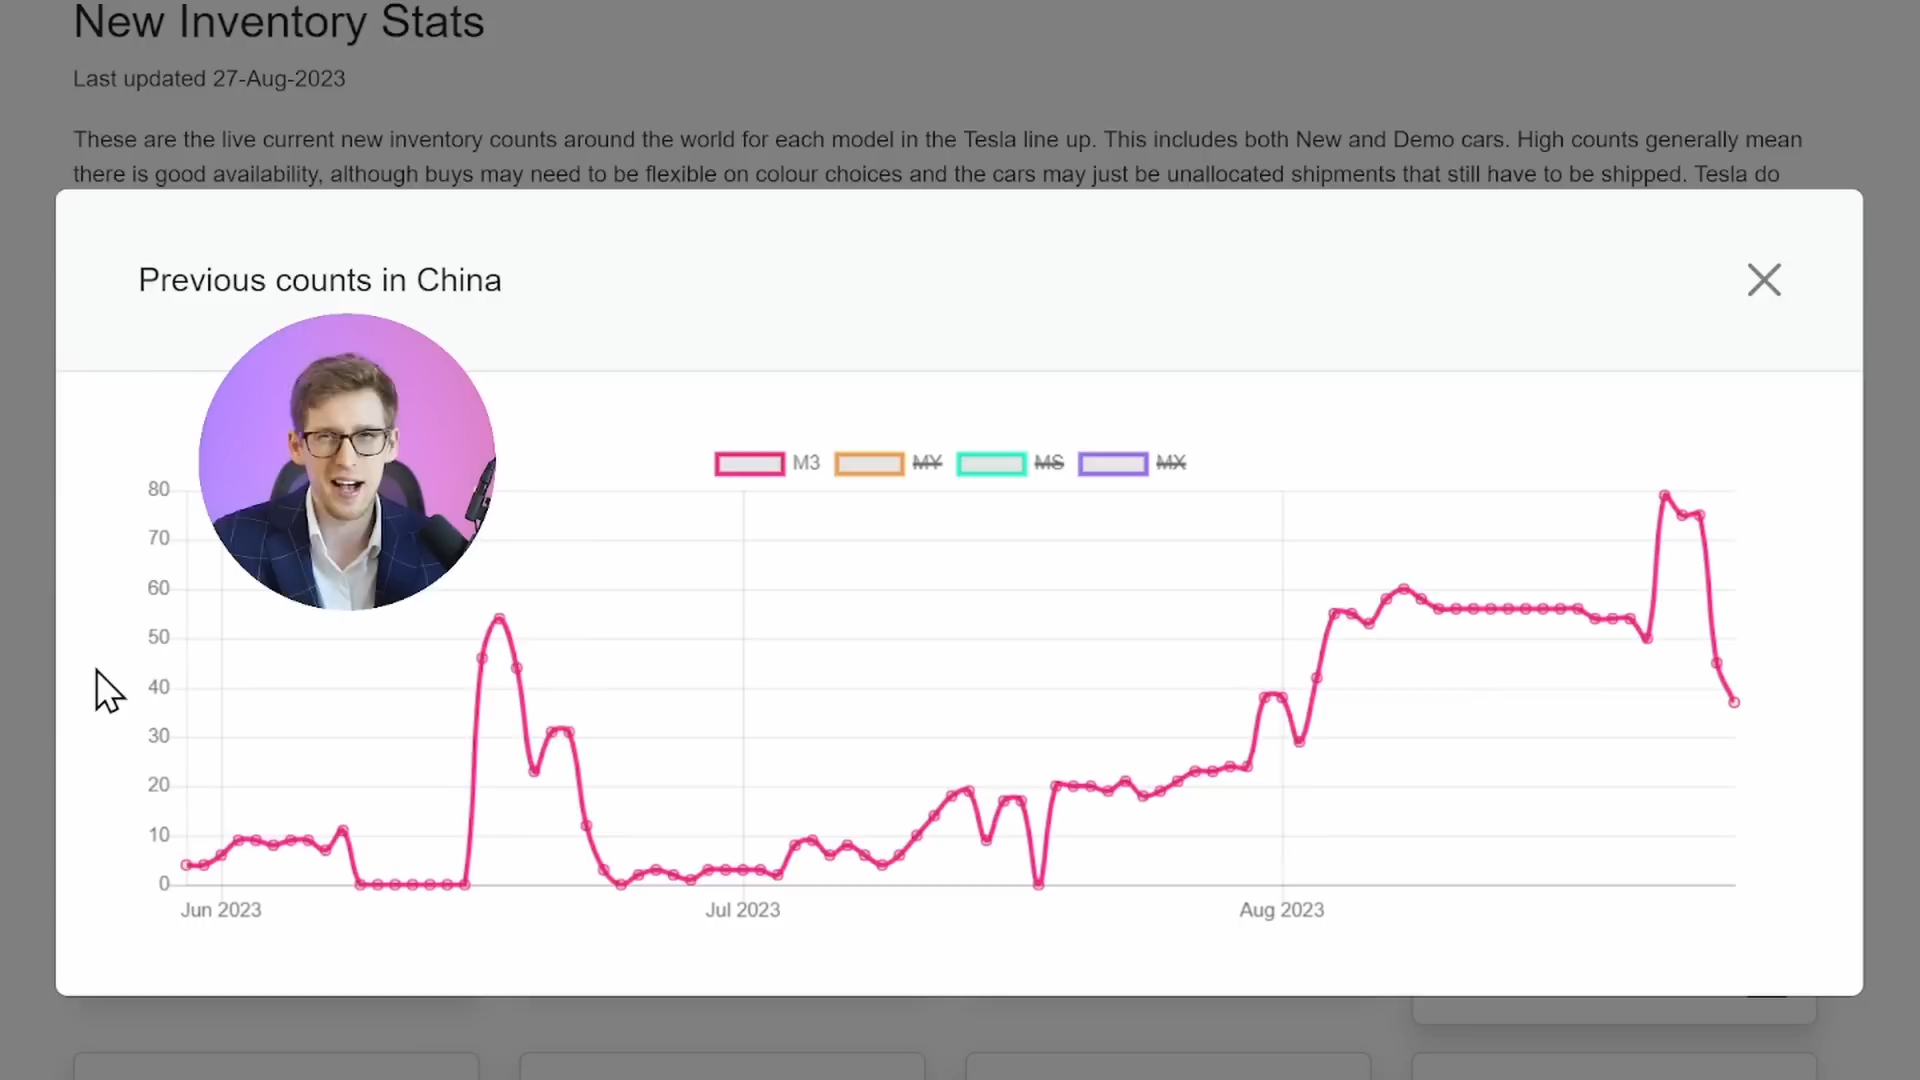 New Inventory Stats
Last updated 27-Aug-2023
These are the live current new inventory counts around the world for each model in the Tesla line up. This includes both New and Demo cars. High counts generally mean
there is good availability, although buys may need to be flexible on colour choices and the cars may just be unallocated shipments that still have to be shipped. Tesla do
Previous counts in China
M3 MY MS MX
80
70
60
50
40
30
20
10
0
Jun 2023 Jul 2023 Aug 2023